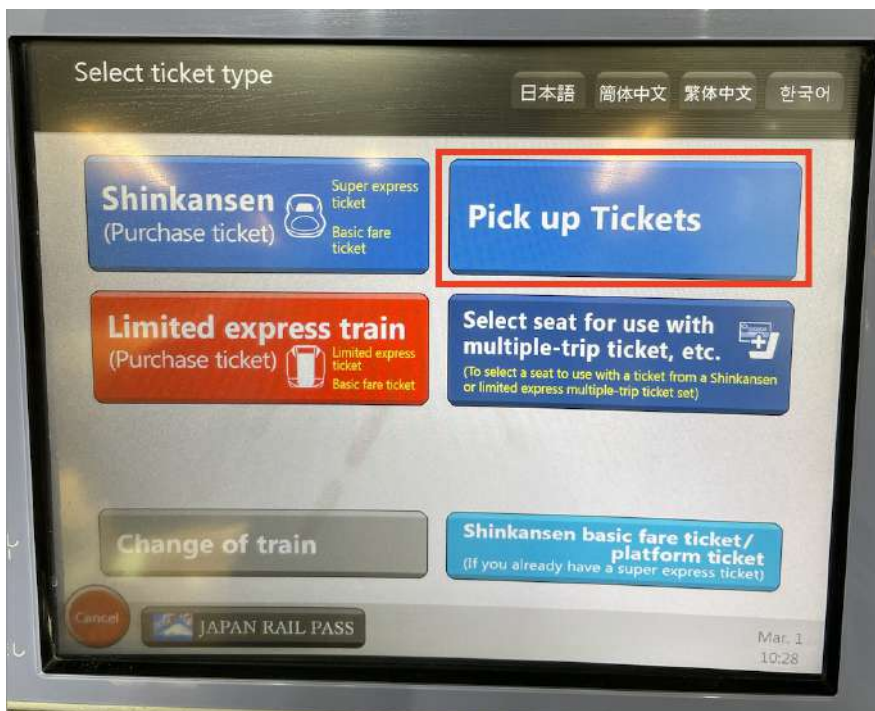 Select ticket type
日本語 简体中文 繁体中文 한국어
Shinkansen
(Purchase ticket)
Super express
ticket
Basic fare
ticket
Pick up Tickets
Limited express train
(Purchase ticket)
Limited express
ticket
Basic fare ticket
Select seat for use with
multiple-trip ticket, etc.
(To select a seat to use with a ticket from a Shinkansen
or limited express multiple-trip ticket set)
Change of train
Shinkansen basic fare ticket/
platform ticket
(If you already have a super express ticket)
Cancel
JAPAN RAIL PASS
Mar. 1
10:28